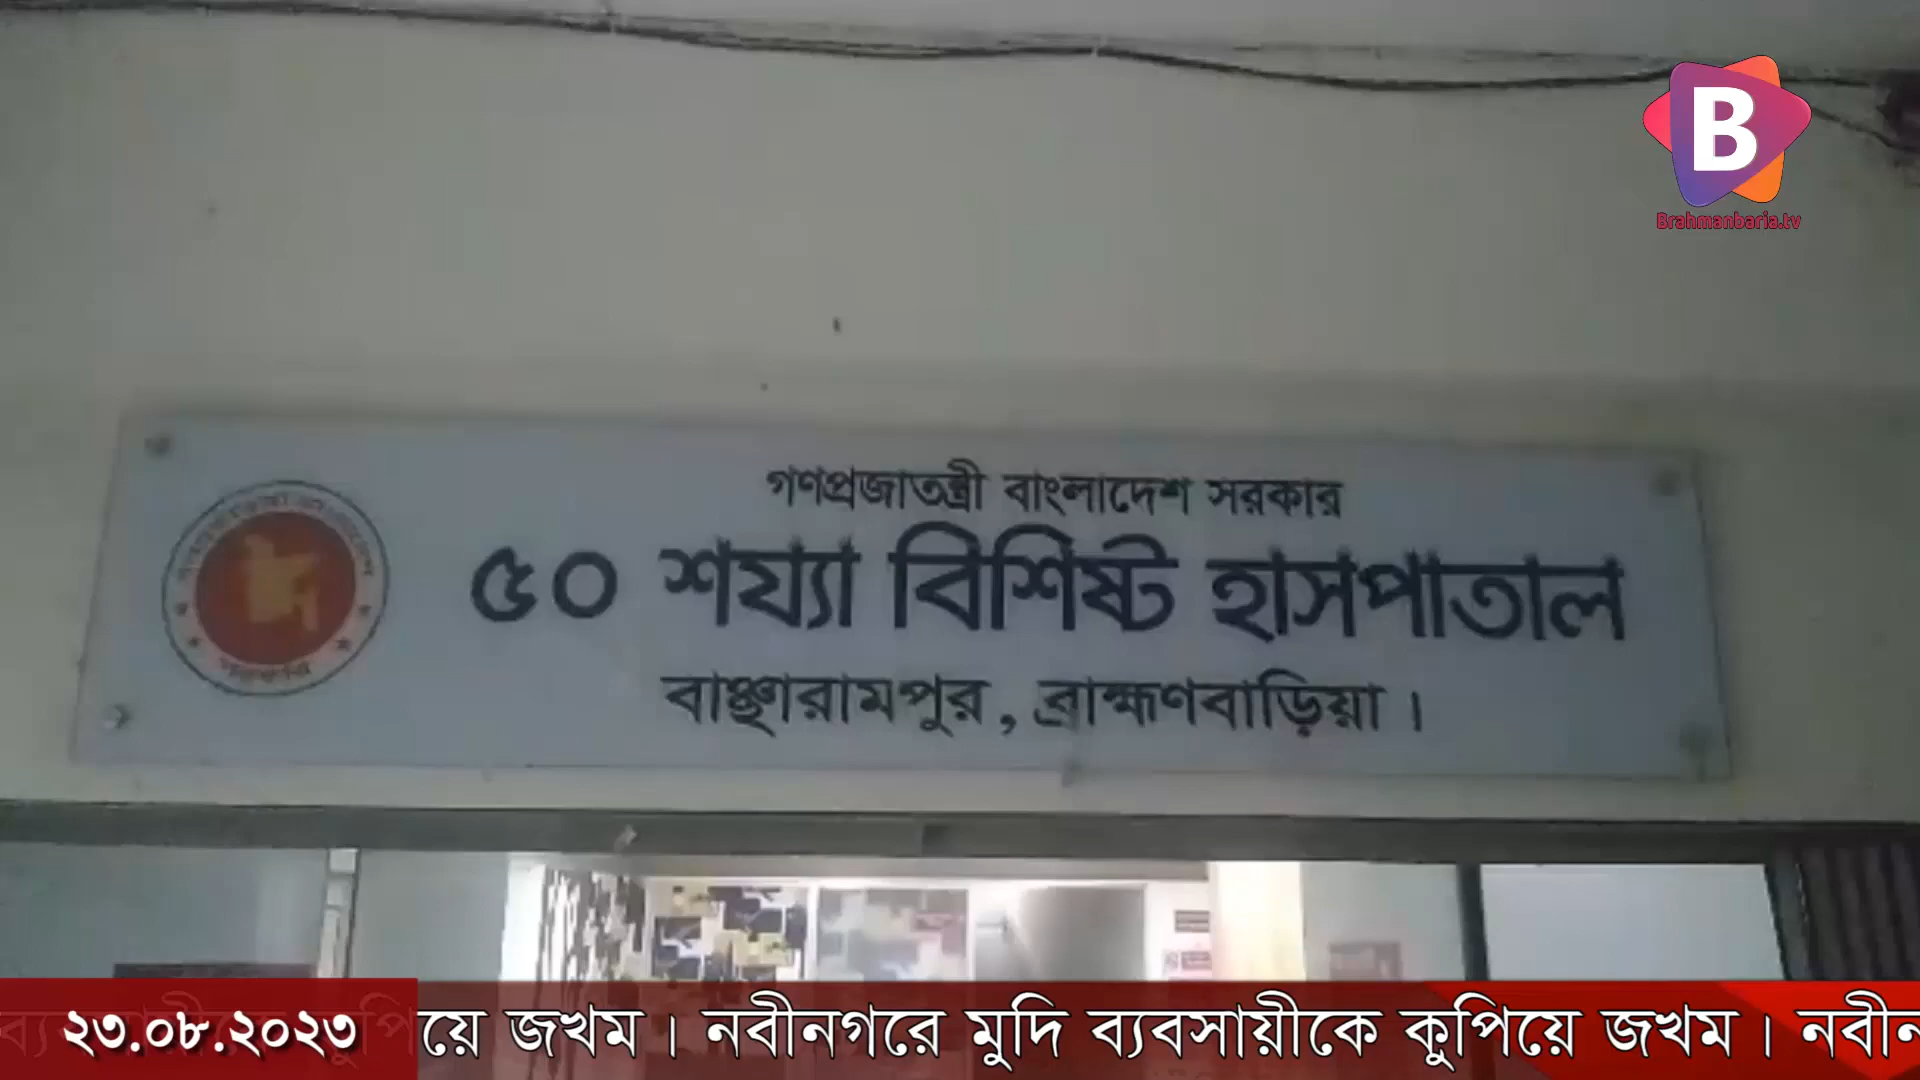 B
Brahmanbaria.tv
গণপ্রজাতন্ত্রী বাংলাদেশ সরকার
৫০ শয্যা বিশিষ্ট হাসপাতাল
বাঞ্ছারামপুর, ব্রাহ্মণবাড়িয়া।
২৩.০৮.২০২৩ য়ে জখম। নবীনগরে মুদি ব্যবসায়ীকে কুপিয়ে জখম। নবীন